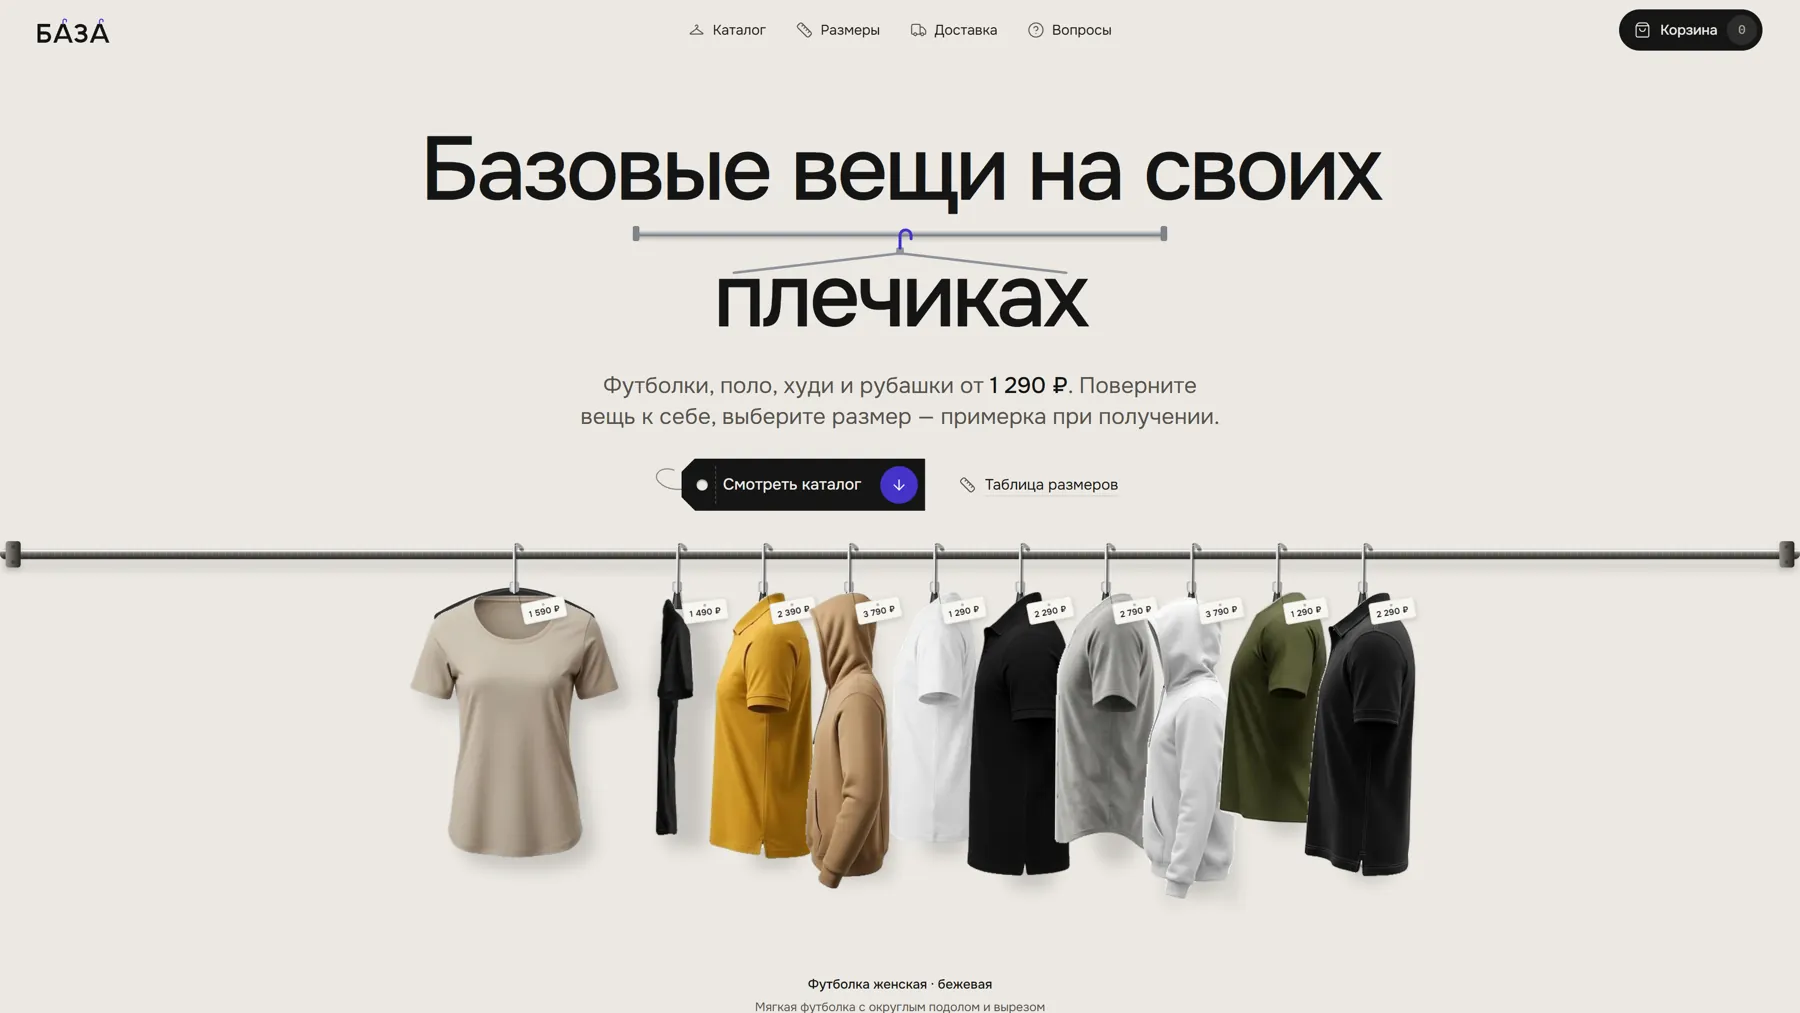 БАЗА
Каталог
Размеры
Доставка
Вопросы
Корзина
0
Базовые вещи на своих
плечиках
Футболки, поло, худи и рубашки от 1 290 ₽. Поверните
вещь к себе, выберите размер — примерка при получении.
Смотреть каталог
Таблица размеров
1 590 ₽
1 490 ₽
2 390 ₽
3 790 ₽
1 290 ₽
2 290 ₽
2 790 ₽
3 790 ₽
1 290 ₽
2 290 ₽
Футболка женская · бежевая
Мягкая футболка с округлым подолом и вырезом